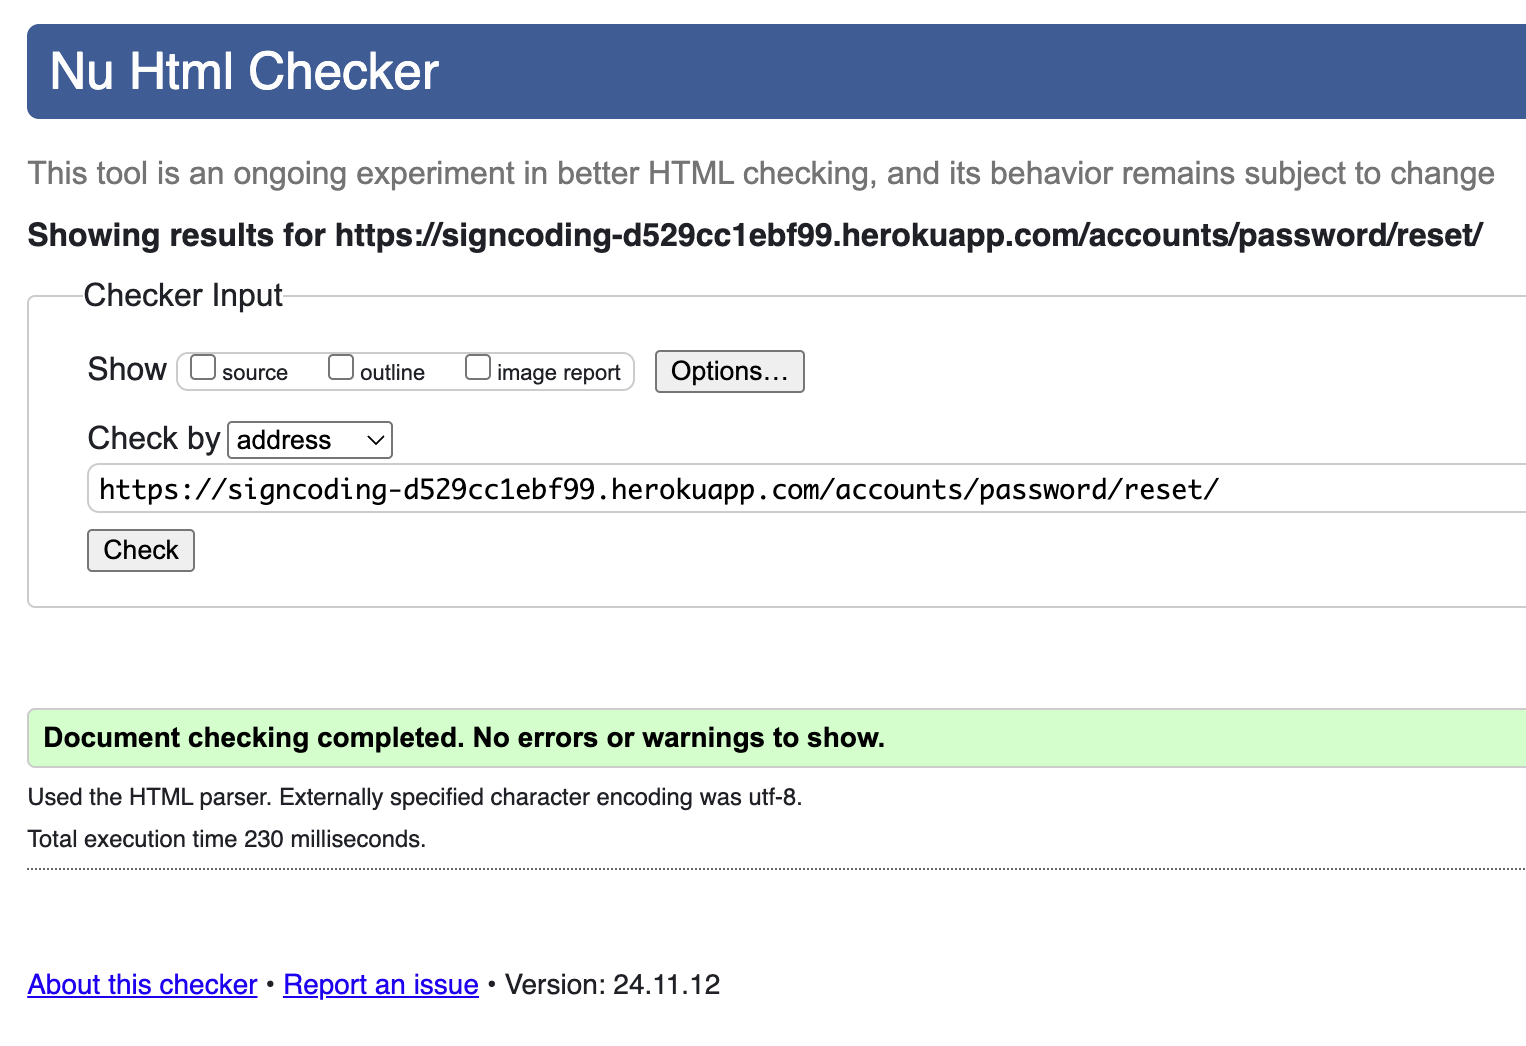 Nu Html Checker
This tool is an ongoing experiment in better HTML checking, and its behavior remains subject to change
Showing results for https://signcoding-d529cc1ebf99.herokuapp.com/accounts/password/reset/
Checker Input
Show source outline image report Options…
Check by address
https://signcoding-d529cc1ebf99.herokuapp.com/accounts/password/reset/
Check
Document checking completed. No errors or warnings to show.
Used the HTML parser. Externally specified character encoding was utf-8.
Total execution time 230 milliseconds.
About this checker • Report an issue • Version: 24.11.12